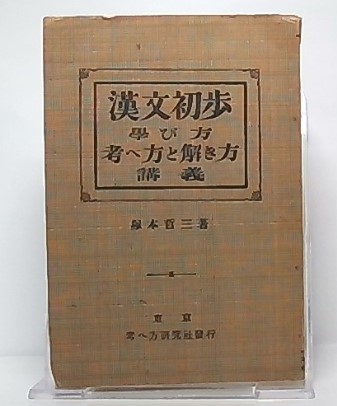 漢文初歩
學び方
考へ方と解き方
講義
塚本哲三著
東京
考へ方研究社發行